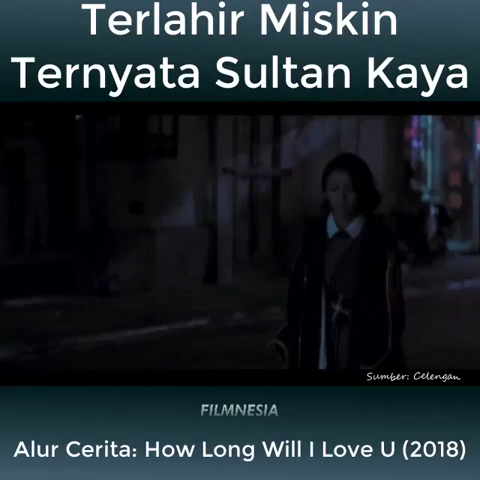 Terlahir Miskin
Ternyata Sultan Kaya
Sumber: Celengan
FILMNESIA
Alur Cerita: How Long Will I Love U (2018)